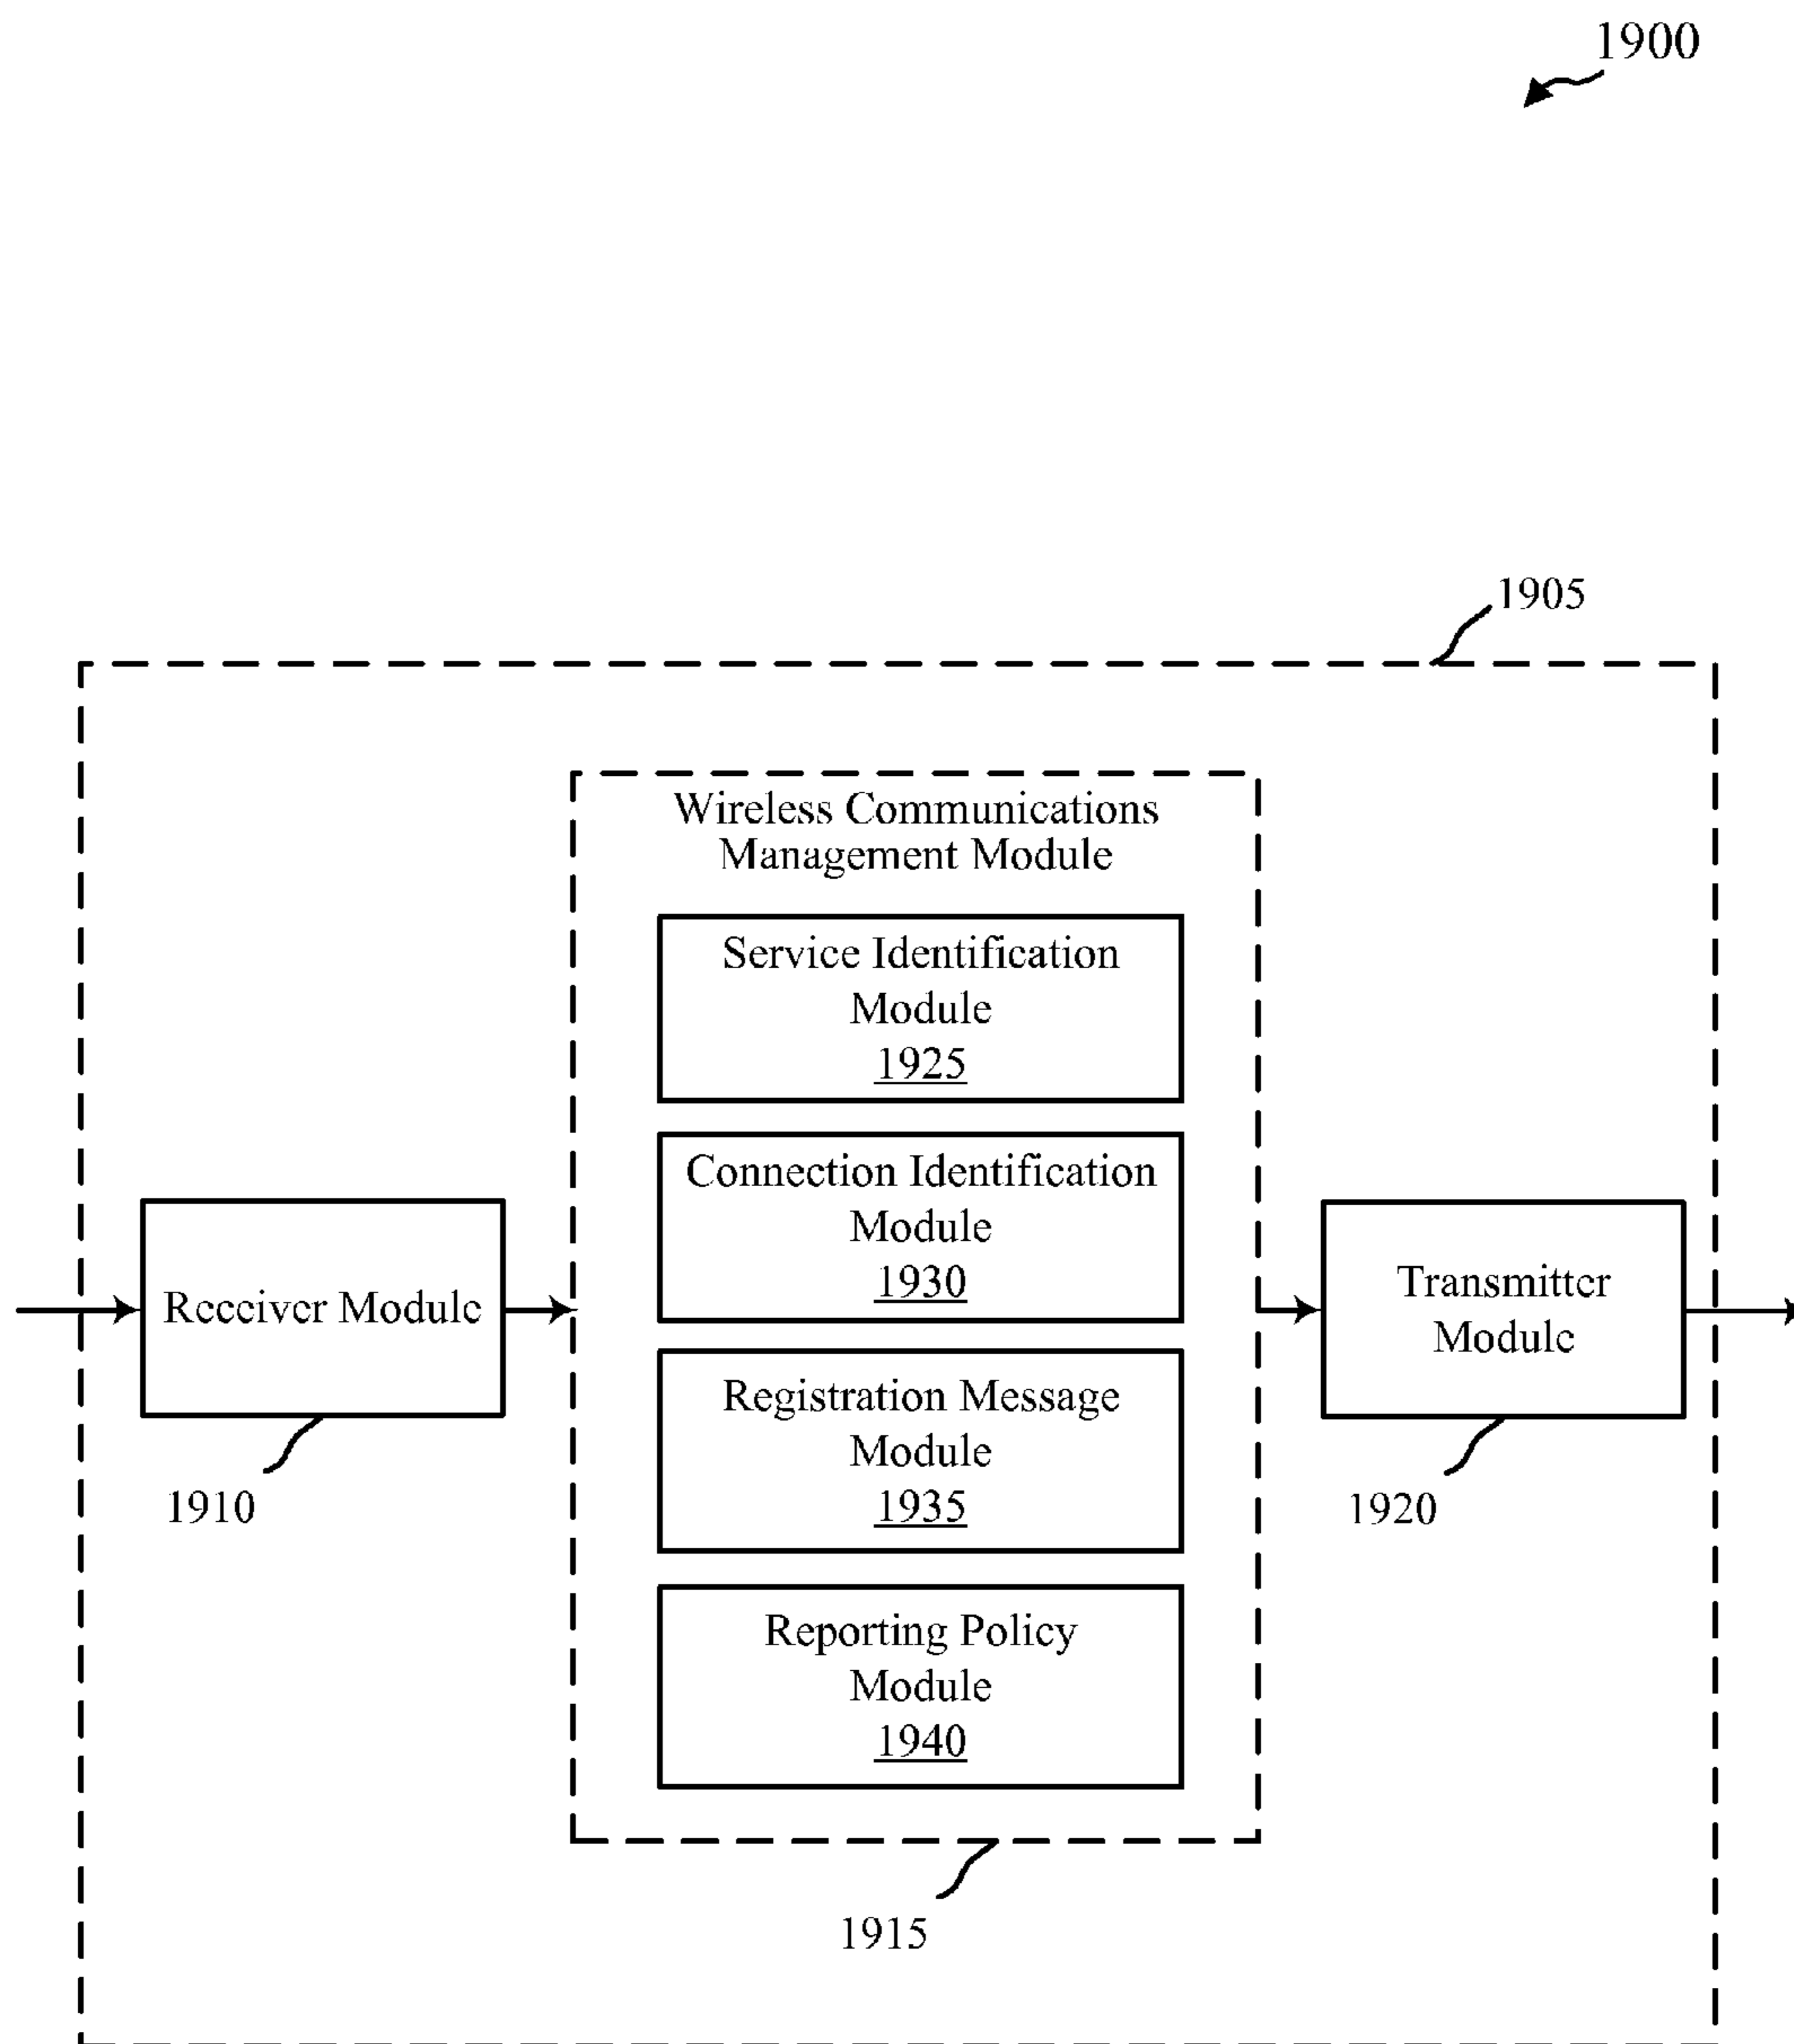 1900
1905
Wireless Communications
Management Module
Service Identification
Module
1925
Connection Identification
Module
1930
Receiver Module
Transmitter
Module
Registration Message
Module
1935
1910
1920
Reporting Policy
Module
1940
1915